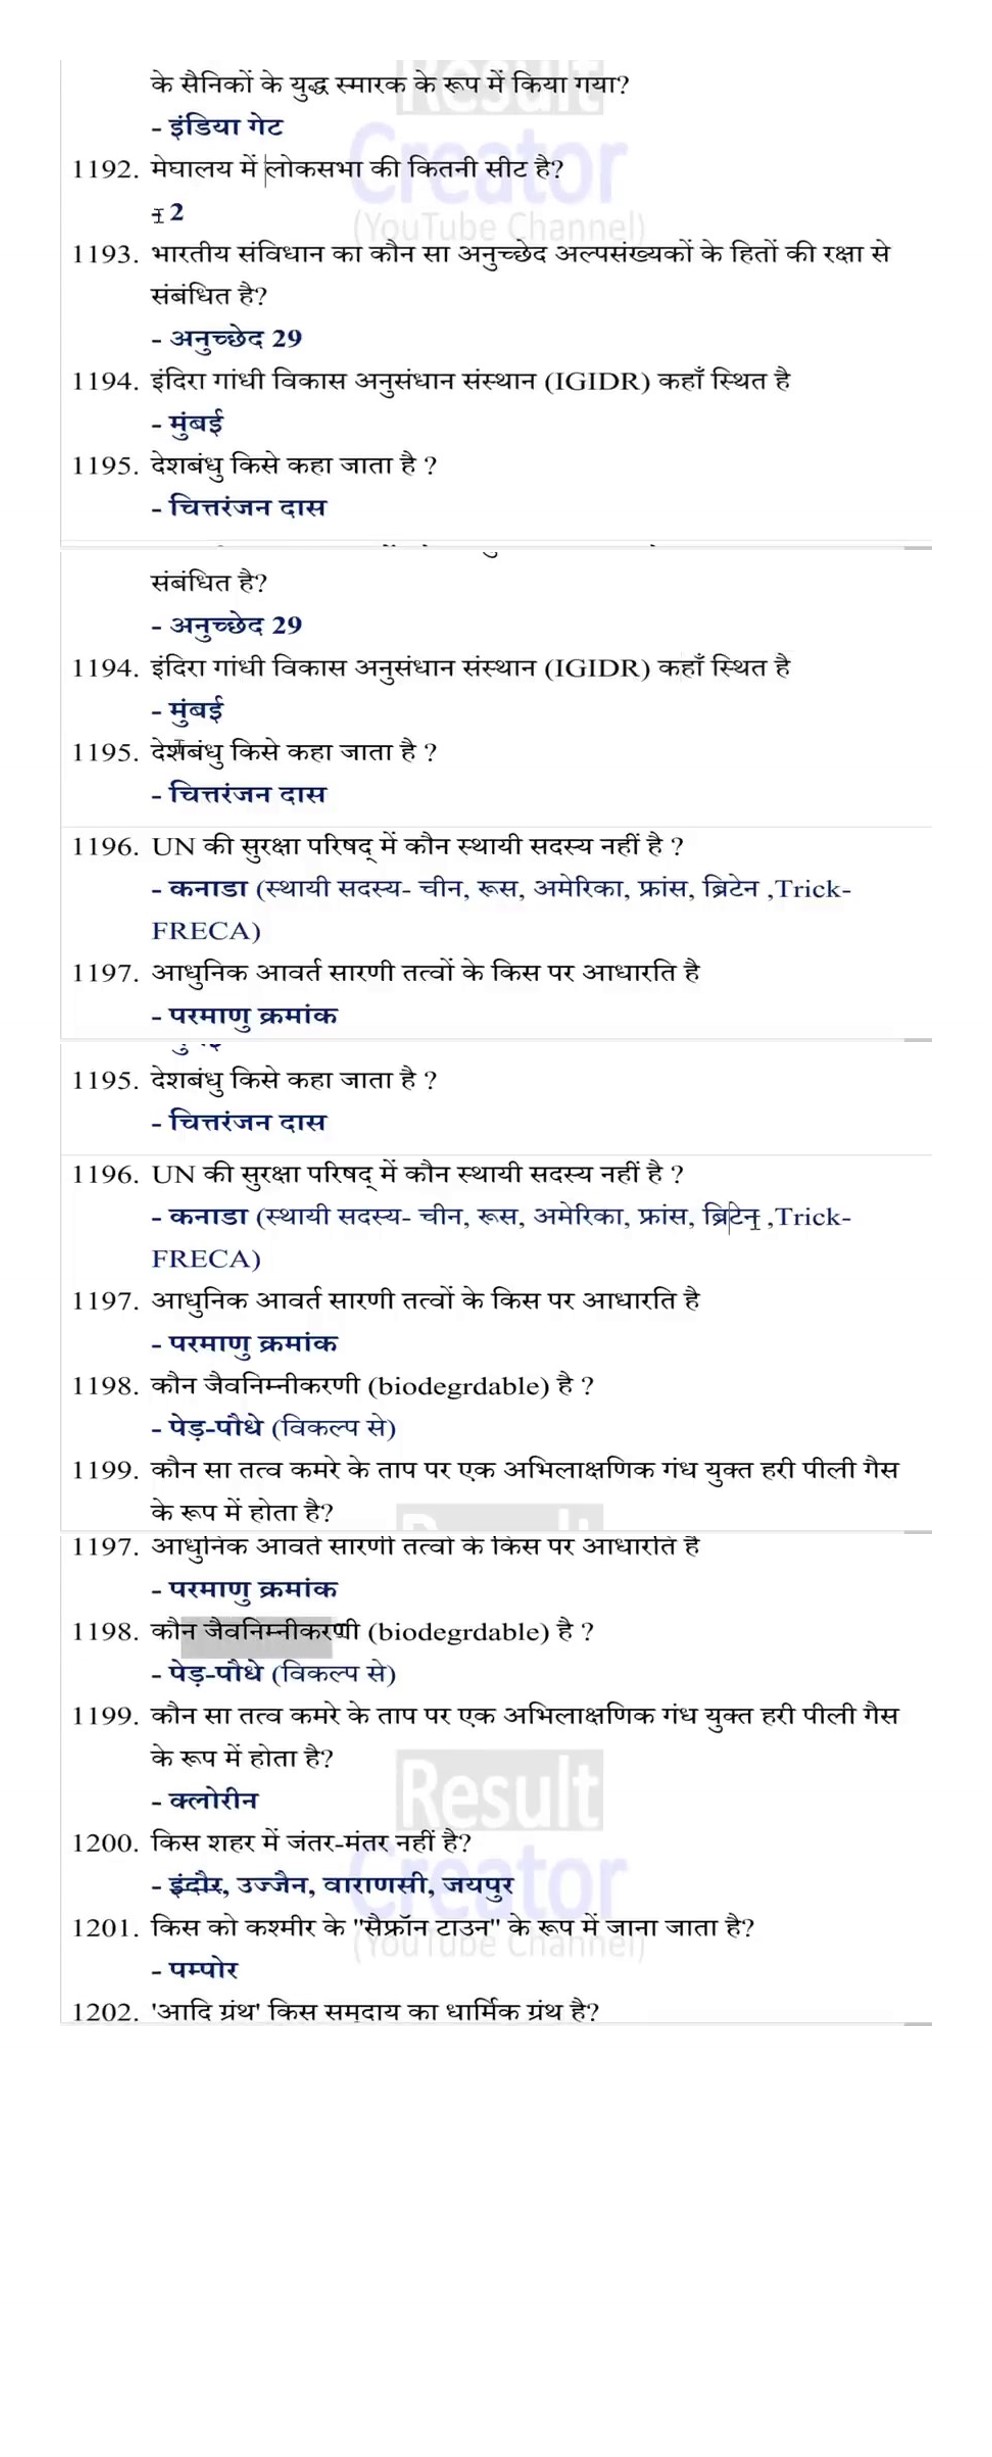 के सैनिकों के युद्ध स्मारक के रूप में किया गया?
- इंडिया गेट
1192. मेघालय में लोकसभा की कितनी सीट है?
- 2
1193. भारतीय संविधान का कौन सा अनुच्छेद अल्पसंख्यकों के हितों की रक्षा से
संबंधित है?
- अनुच्छेद 29
1194. इंदिरा गांधी विकास अनुसंधान संस्थान (IGIDR) कहाँ स्थित है
- मुंबई
1195. देशबंधु किसे कहा जाता है ?
- चित्तरंजन दास
संबंधित है?
- अनुच्छेद 29
1194. इंदिरा गांधी विकास अनुसंधान संस्थान (IGIDR) कहाँ स्थित है
- मुंबई
1195. देशबंधु किसे कहा जाता है ?
- चित्तरंजन दास
1196. UN की सुरक्षा परिषद् में कौन स्थायी सदस्य नहीं है ?
- कनाडा (स्थायी सदस्य- चीन, रूस, अमेरिका, फ्रांस, ब्रिटेन ,Trick-
FRECA)
1197. आधुनिक आवर्त सारणी तत्वों के किस पर आधारति है
- परमाणु क्रमांक
1195. देशबंधु किसे कहा जाता है ?
- चित्तरंजन दास
1196. UN की सुरक्षा परिषद् में कौन स्थायी सदस्य नहीं है ?
- कनाडा (स्थायी सदस्य- चीन, रूस, अमेरिका, फ्रांस, ब्रिटेन ,Trick-
FRECA)
1197. आधुनिक आवर्त सारणी तत्वों के किस पर आधारति है
- परमाणु क्रमांक
1198. कौन जैवनिम्नीकरणी (biodegrdable) है ?
- पेड़-पौधे (विकल्प से)
1199. कौन सा तत्व कमरे के ताप पर एक अभिलाक्षणिक गंध युक्त हरी पीली गैस
के रूप में होता है?
1197. आधुनिक आवर्त सारणी तत्वों के किस पर आधारति है
- परमाणु क्रमांक
1198. कौन जैवनिम्नीकरणी (biodegrdable) है ?
- पेड़-पौधे (विकल्प से)
1199. कौन सा तत्व कमरे के ताप पर एक अभिलाक्षणिक गंध युक्त हरी पीली गैस
के रूप में होता है?
- क्लोरीन
1200. किस शहर में जंतर-मंतर नहीं है?
- इंदौर, उज्जैन, वाराणसी, जयपुर
1201. किस को कश्मीर के "सैफ्रॉन टाउन" के रूप में जाना जाता है?
- पम्पोर
1202. 'आदि ग्रंथ' किस समुदाय का धार्मिक ग्रंथ है?
Result
Creator
(YouTube Channel)
Result
Creator
(YouTube Channel)